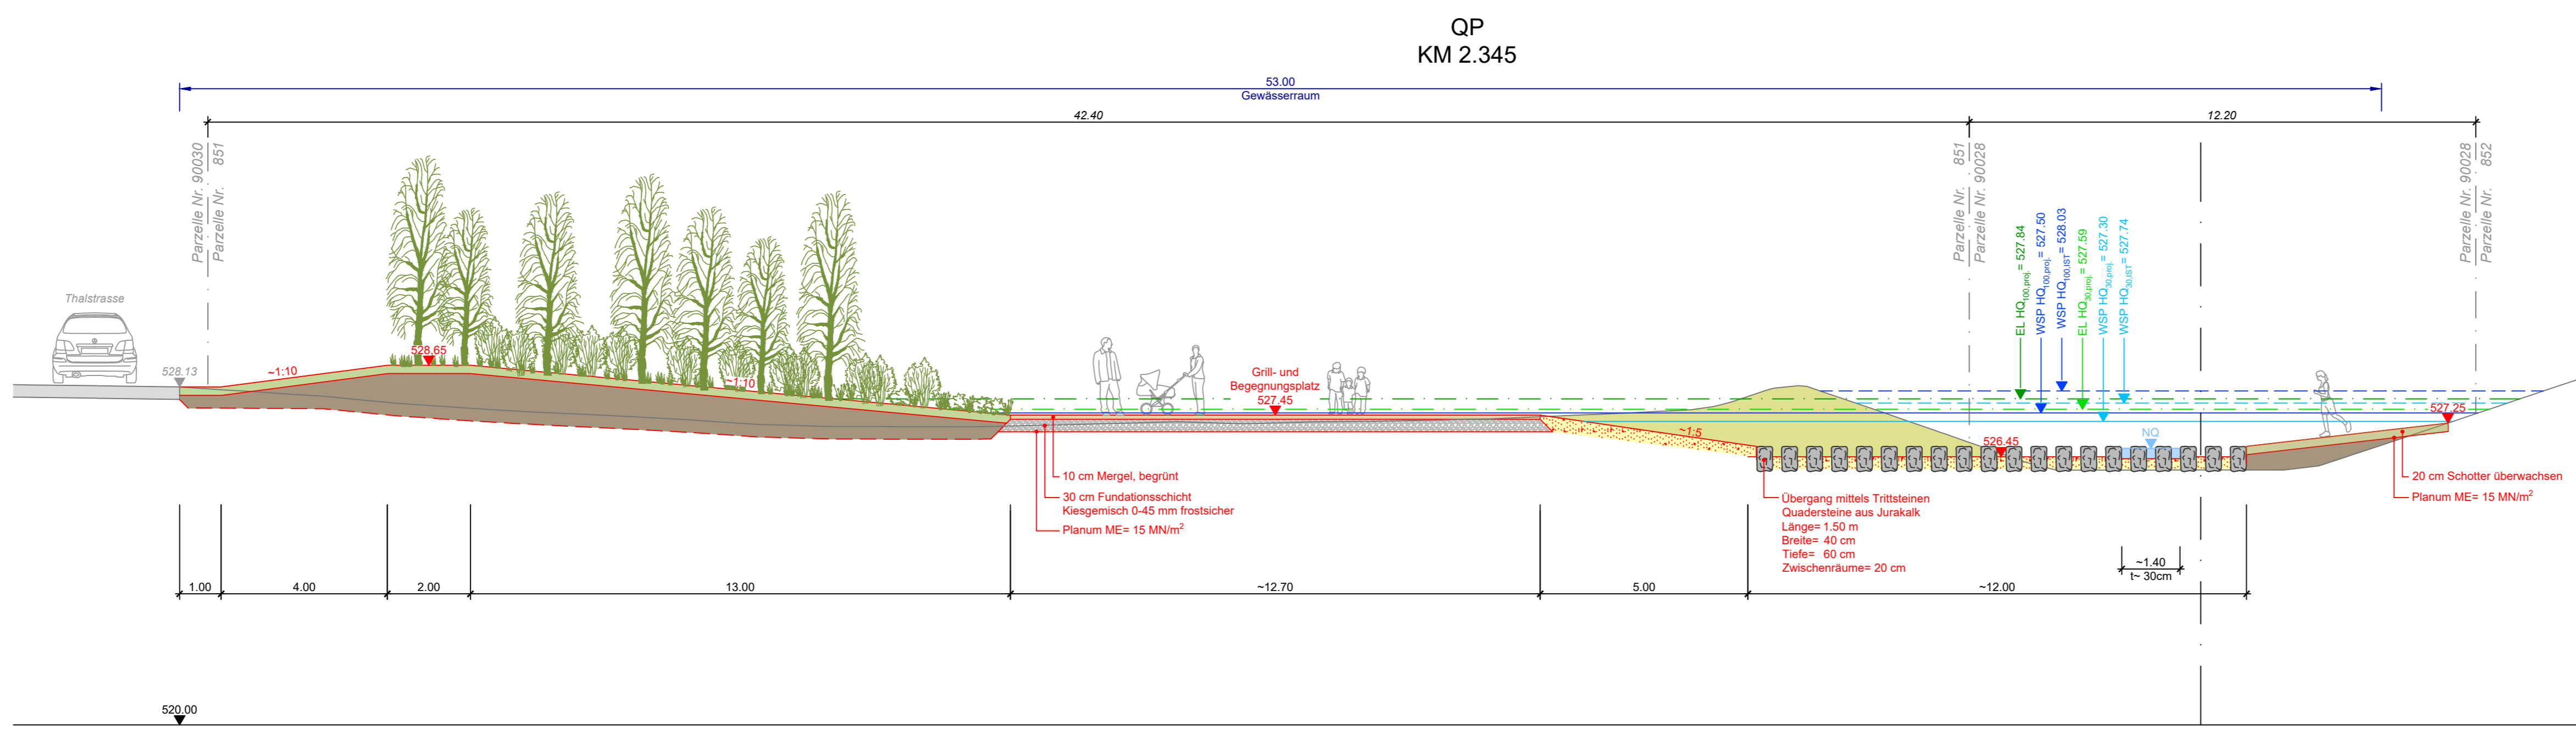 QP
KM 2.345
53.00
Gewässerraum
42.40
12.20
Parzelle Nr. 90030
Parzelle Nr. 851
Parzelle Nr. 851
Parzelle Nr. 90028
Parzelle Nr. 90028
Parzelle Nr. 852
EL HQ100,proj. = 527.84
WSP HQ100,proj. = 527.50
WSP HQ100,IST = 528.03
EL HQ30,proj. = 527.59
WSP HQ30,proj. = 527.30
WSP HQ30,IST = 527.74
Thalstrasse
528.13
~1:10
528.65
~1:10
Grill- und
Begegnungsplatz
527.45
~1:5
526.45
NQ
527.25
10 cm Mergel, begrünt
30 cm Fundationsschicht
Kiesgemisch 0-45 mm frostsicher
Planum ME= 15 MN/m²
Übergang mittels Trittsteinen
Quadersteine aus Jurakalk
Länge= 1.50 m
Breite= 40 cm
Tiefe= 60 cm
Zwischenräume= 20 cm
20 cm Schotter überwachsen
Planum ME= 15 MN/m²
~1.40
t~ 30cm
1.00
4.00
2.00
13.00
~12.70
5.00
~12.00
520.00